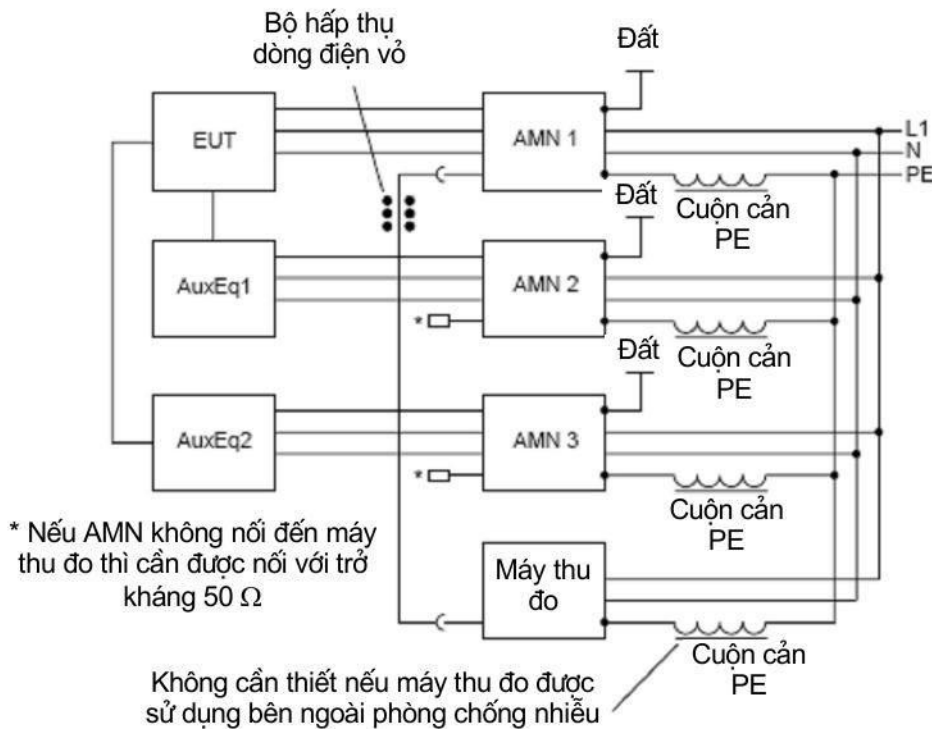 Bộ hấp thụ
dòng điện vỏ
Đất
EUT
AMN 1
L1
N
PE
Đất
Cuộn cản
PE
AuxEq1
AMN 2
*
Đất
Cuộn cản
PE
AuxEq2
AMN 3
*
Cuộn cản
PE
* Nếu AMN không nối đến máy
thu đo thì cần được nối với trở
kháng 50 Ω
Máy thu
đo
Cuộn cản
PE
Không cần thiết nếu máy thu đo được
sử dụng bên ngoài phòng chống nhiễu